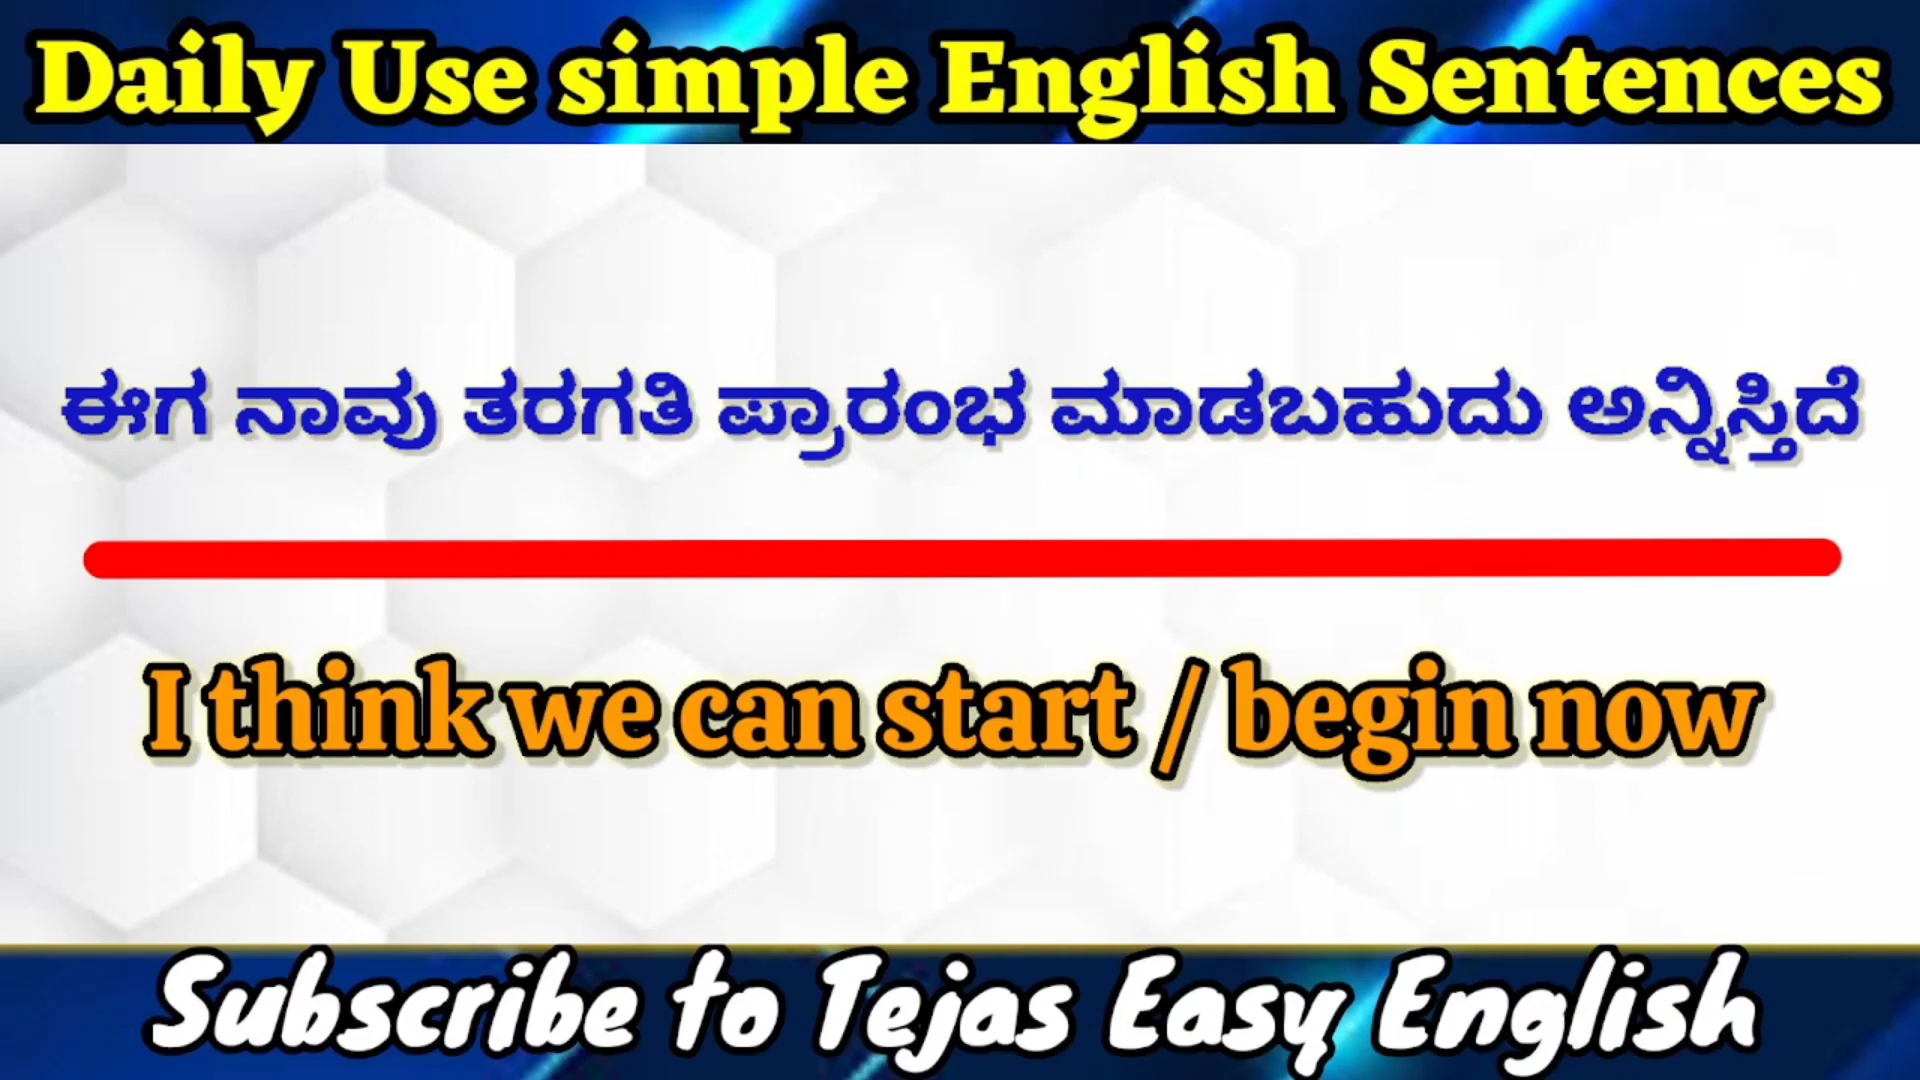 Daily Use simple English Sentences
ಈಗ ನಾವು ತರಗತಿ ಪ್ರಾರಂಭ ಮಾಡಬಹುದು ಅನ್ನಿಸ್ತಿದೆ
I think we can start / begin now
Subscribe to Tejas Easy English